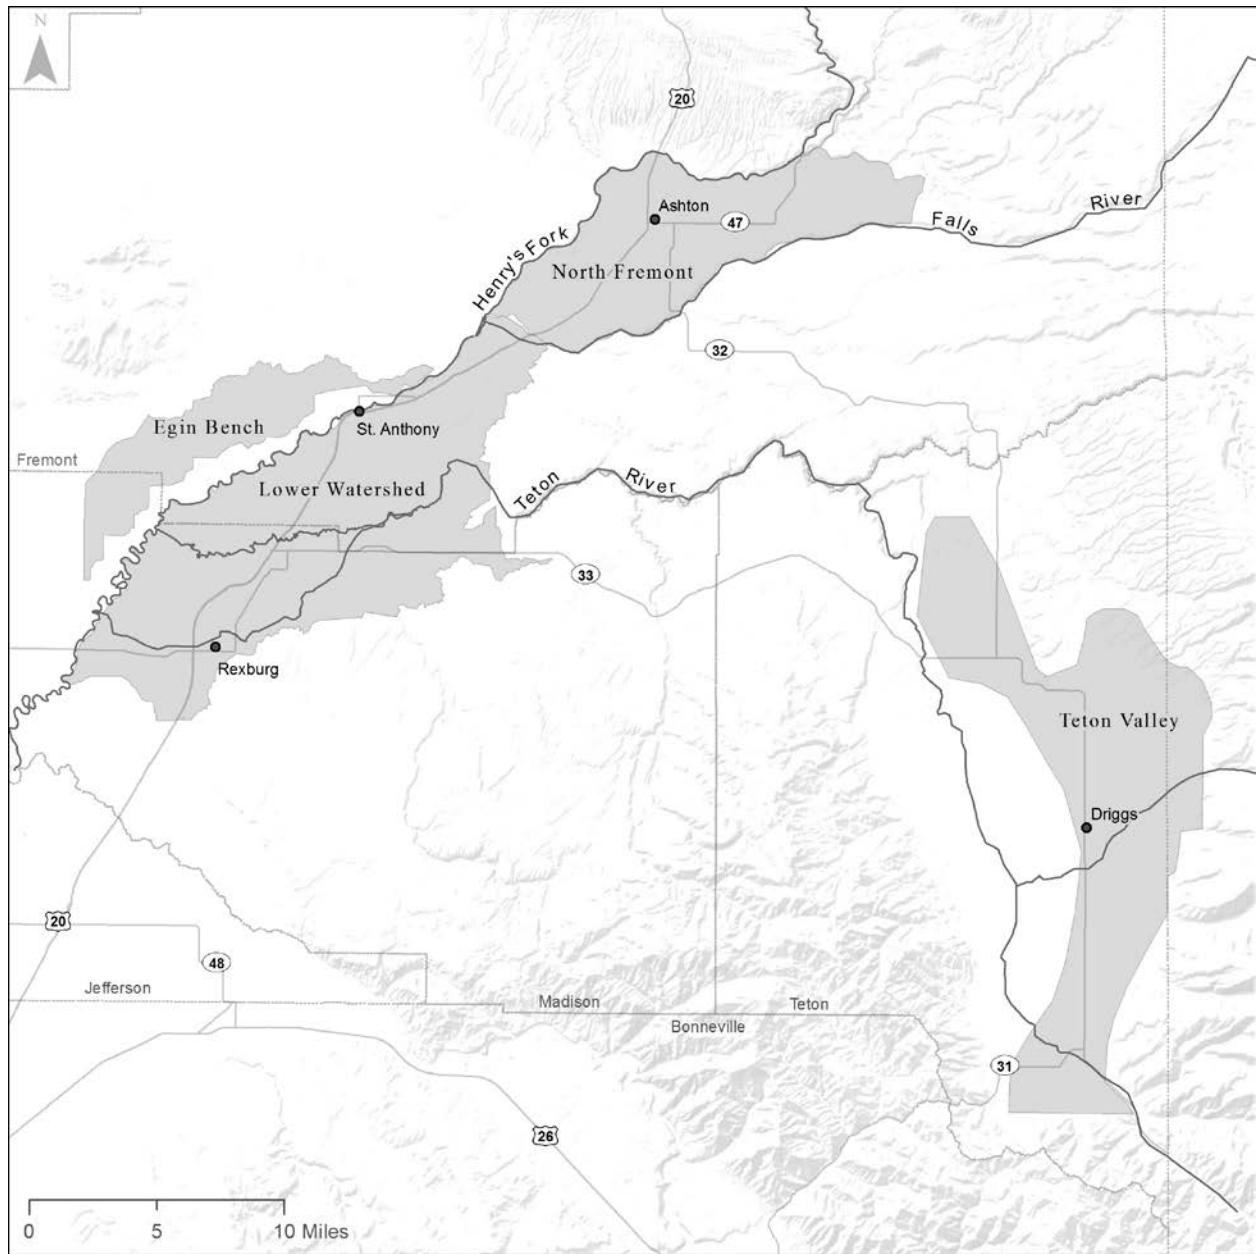 N
20
Ashton
47
Henry's Fork
Falls
River
North Fremont
32
Egin Bench
St. Anthony
Fremont
Lower Watershed
Teton
River
33
Rexburg
Teton Valley
Driggs
20
48
Jefferson
Madison
Teton
Bonneville
31
26
0 5 10 Miles